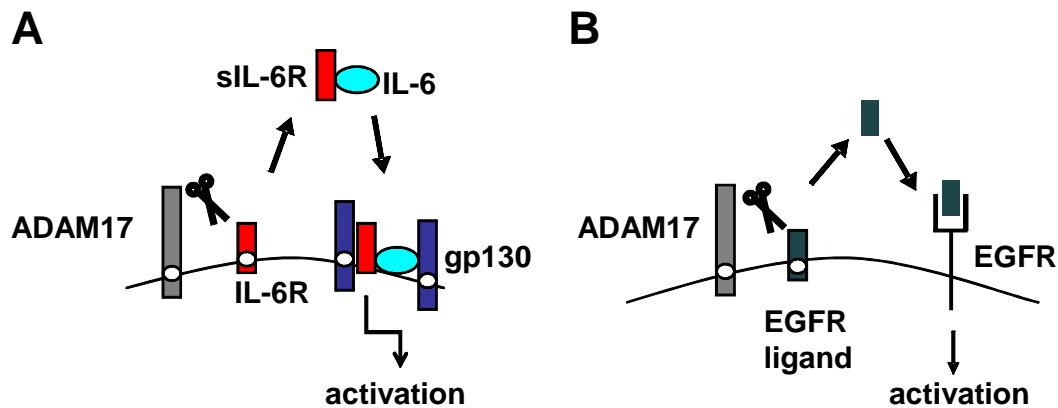 A
sIL-6R
IL-6
ADAM17
IL-6R
gp130
activation
B
ADAM17
EGFR
ligand
EGFR
activation